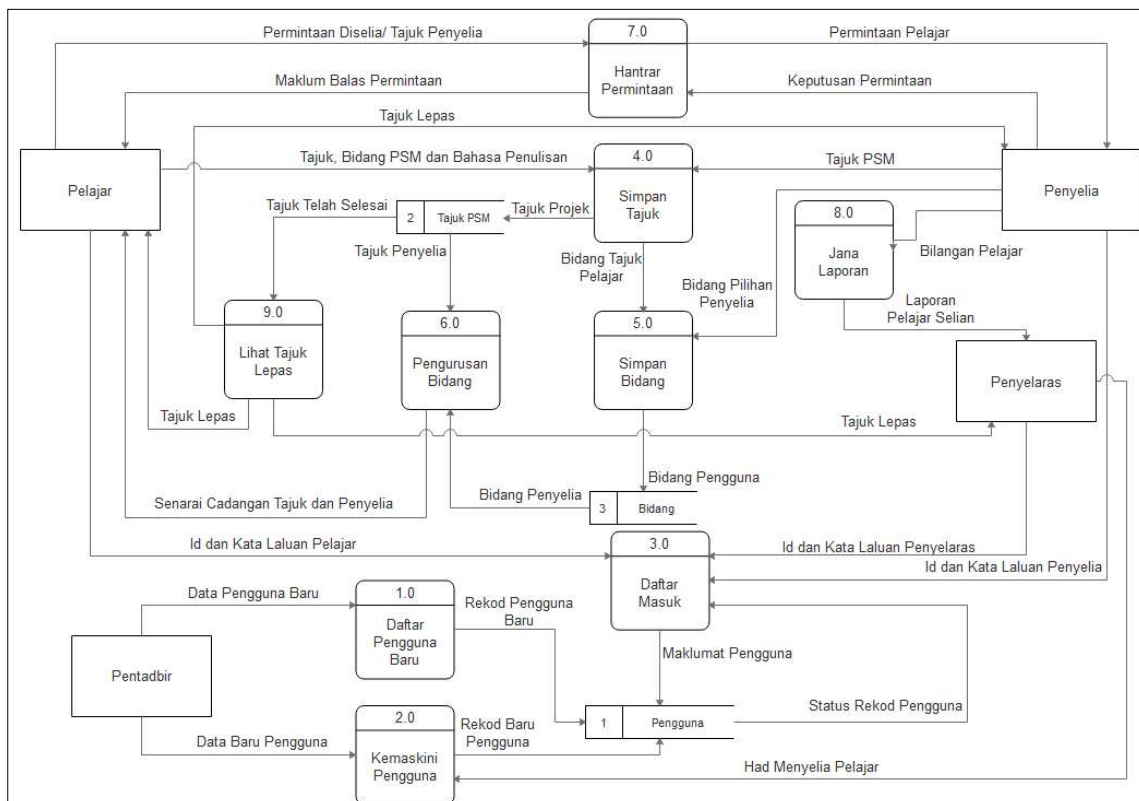 Permintaan Diselia/ Tajuk Penyelia
7.0
Permintaan Pelajar
Hantrar
Permintaan
Maklum Balas Permintaan
Keputusan Permintaan
Tajuk Lepas
Pelajar
Tajuk, Bidang PSM dan Bahasa Penulisan
4.0
Simpan
Tajuk
Tajuk PSM
Penyelia
Tajuk Telah Selesai
2
Tajuk PSM
Tajuk Projek
8.0
Jana
Laporan
Bilangan Pelajar
Tajuk Penyelia
Bidang Tajuk
Pelajar
Bidang Pilihan
Penyelia
Laporan
Pelajar Selian
9.0
Lihat Tajuk
Lepas
6.0
Pengurusan
Bidang
5.0
Simpan
Bidang
Penyelaras
Tajuk Lepas
Tajuk Lepas
Bidang Pengguna
Senarai Cadangan Tajuk dan Penyelia
Bidang Penyelia
3
Bidang
Id dan Kata Laluan Pelajar
3.0
Daftar
Masuk
Id dan Kata Laluan Penyelaras
Id dan Kata Laluan Penyelia
Data Pengguna Baru
1.0
Daftar
Pengguna
Baru
Rekod Pengguna
Baru
Maklumat Pengguna
Pentadbir
Status Rekod Pengguna
1
Pengguna
Data Baru Pengguna
2.0
Kemaskini
Pengguna
Rekod Baru
Pengguna
Had Menyelia Pelajar